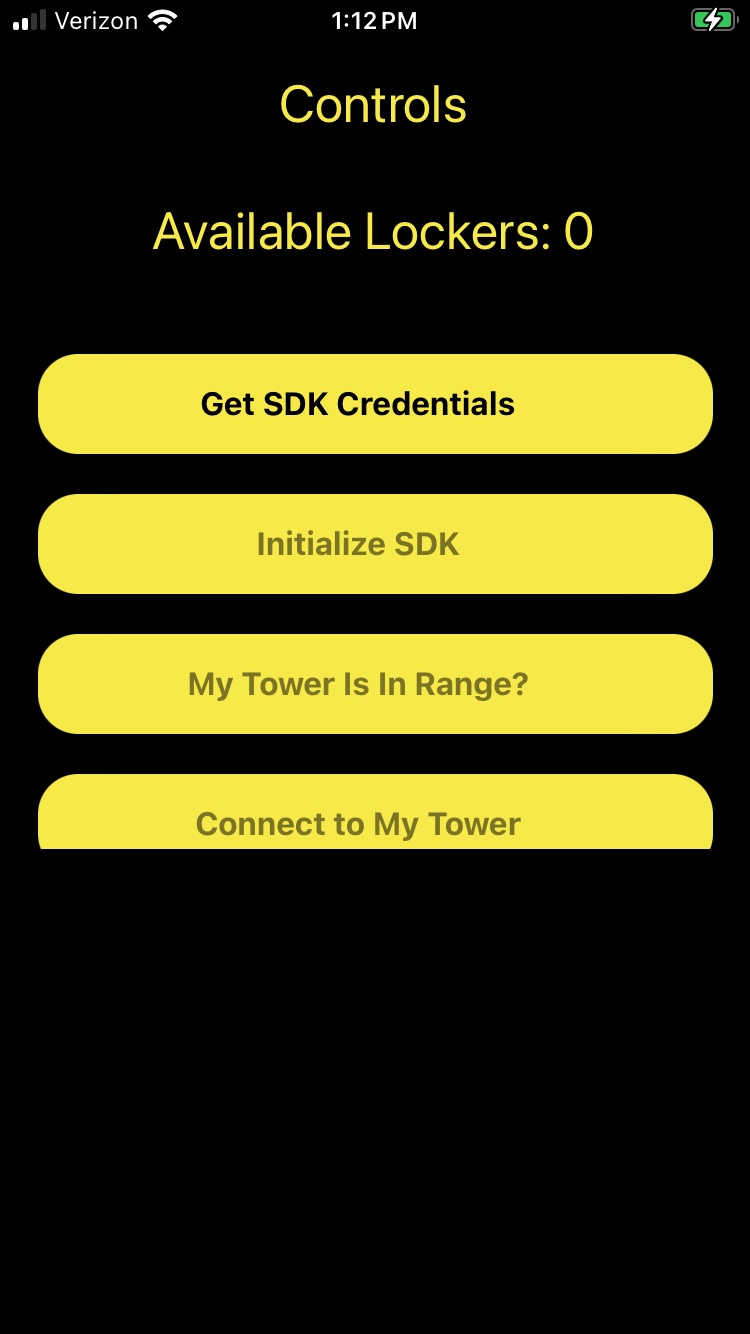 Verizon 1:12 PM
Controls
Available Lockers: 0
Get SDK Credentials
Initialize SDK
My Tower Is In Range?
Connect to My Tower